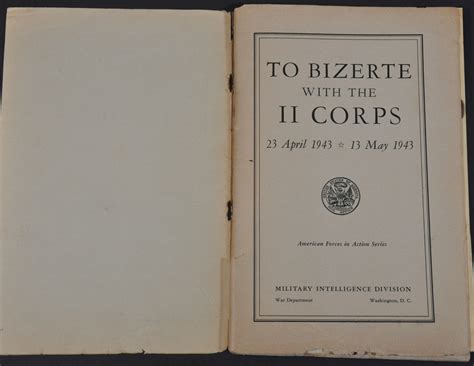 TO BIZERTE
WITH THE
II CORPS
23 April 1943 ☆ 13 May 1943
American Forces in Action Series
MILITARY INTELLIGENCE DIVISION
War Department Washington, D. C.